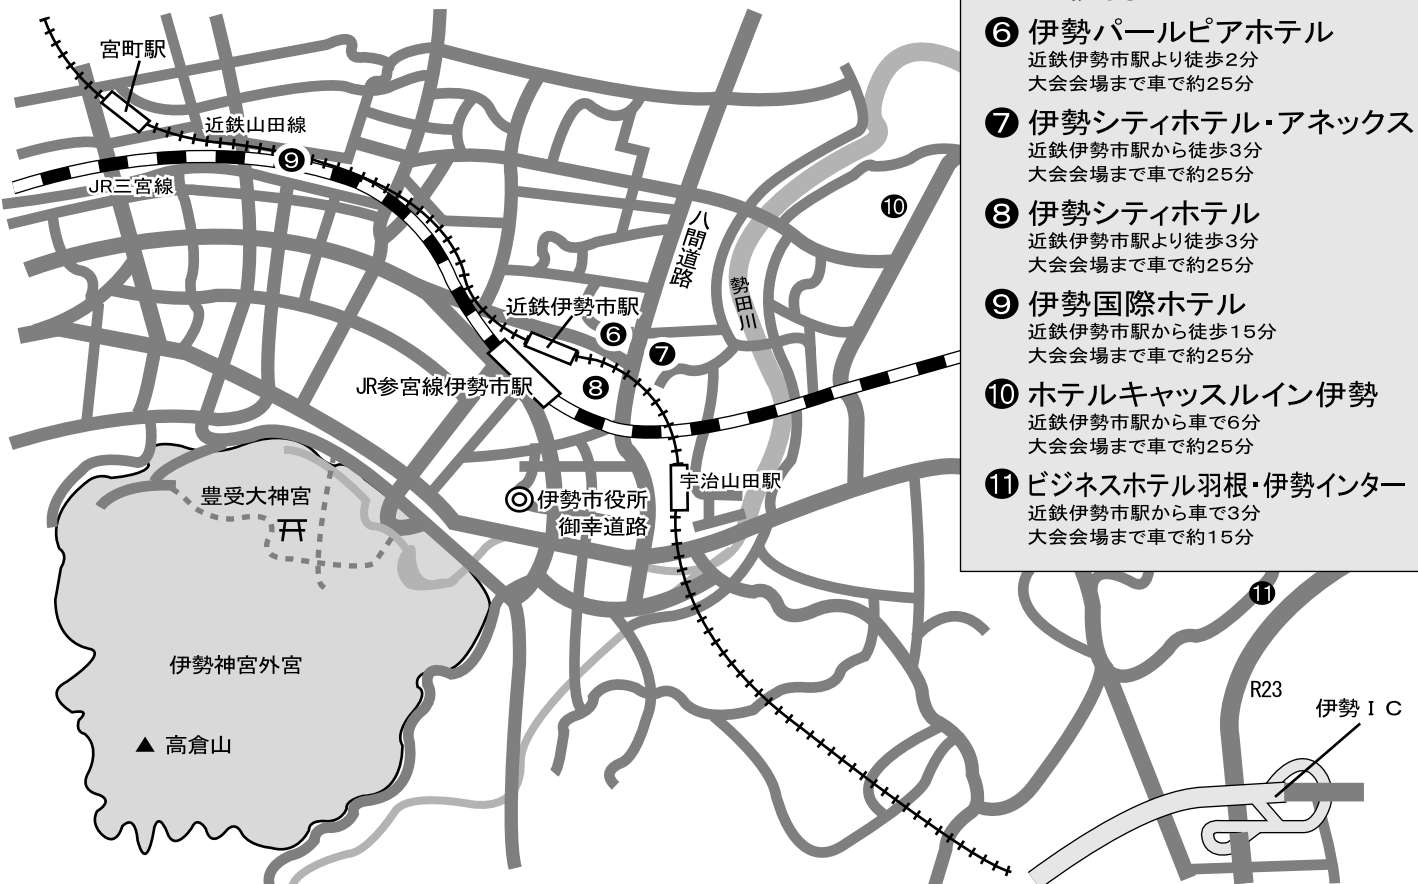 宮町駅
近鉄山田線
JR三宮線
⑨
八間道路
勢田川
⑩
近鉄伊勢市駅
⑥
⑦
⑧
JR参宮線伊勢市駅
宇治山田駅
伊勢市役所
御幸道路
豊受大神宮
伊勢神宮外宮
▲ 高倉山
⑪
R23
伊勢ＩＣ
❻ 伊勢パールピアホテル
近鉄伊勢市駅より徒歩2分
大会会場まで車で約25分
❼ 伊勢シティホテル・アネックス
近鉄伊勢市駅から徒歩3分
大会会場まで車で約25分
❽ 伊勢シティホテル
近鉄伊勢市駅より徒歩3分
大会会場まで車で約25分
❾ 伊勢国際ホテル
近鉄伊勢市駅から徒歩15分
大会会場まで車で約25分
❿ ホテルキャッスルイン伊勢
近鉄伊勢市駅から車で6分
大会会場まで車で約25分
⓫ ビジネスホテル羽根・伊勢インター
近鉄伊勢市駅から車で3分
大会会場まで車で約15分